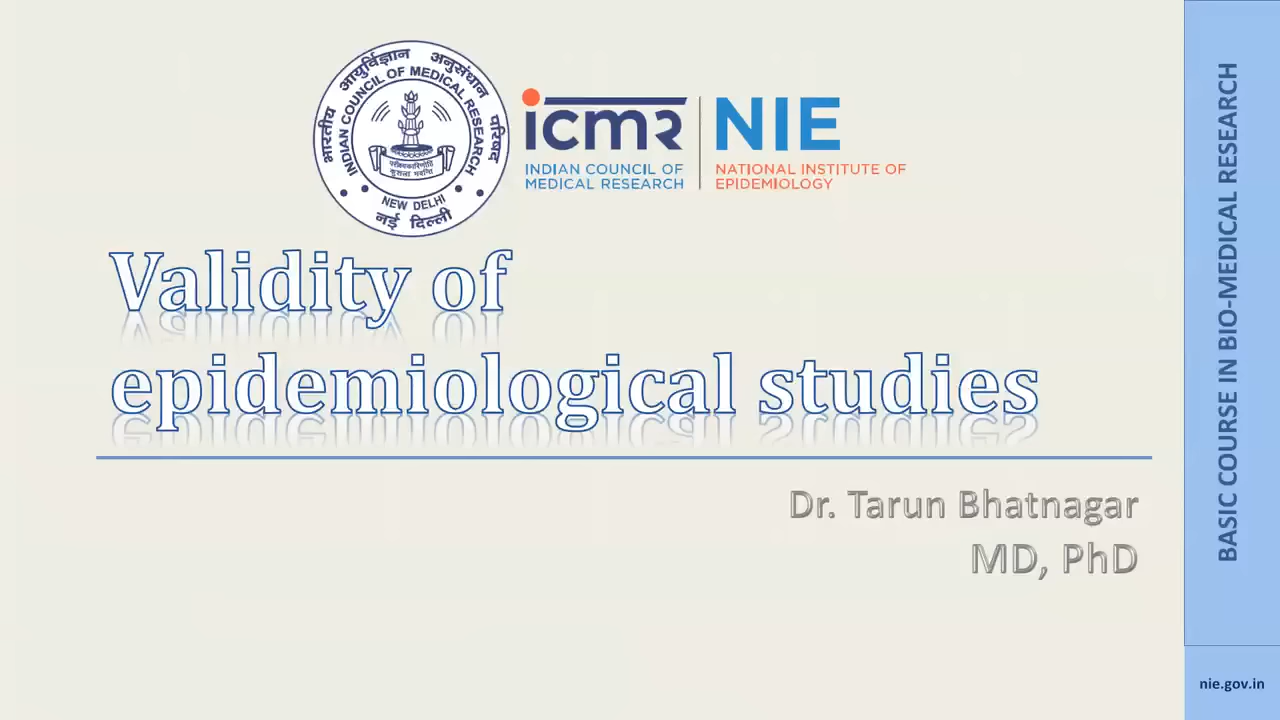 भारतीय आयुर्विज्ञान अनुसंधान परिषद
INDIAN COUNCIL OF MEDICAL RESEARCH
NEW DELHI
नई दिल्ली
icmr
INDIAN COUNCIL OF
MEDICAL RESEARCH
NIE
NATIONAL INSTITUTE OF
EPIDEMIOLOGY
Validity of
epidemiological studies
Dr. Tarun Bhatnagar
MD, PhD
BASIC COURSE IN BIO-MEDICAL RESEARCH
nie.gov.in